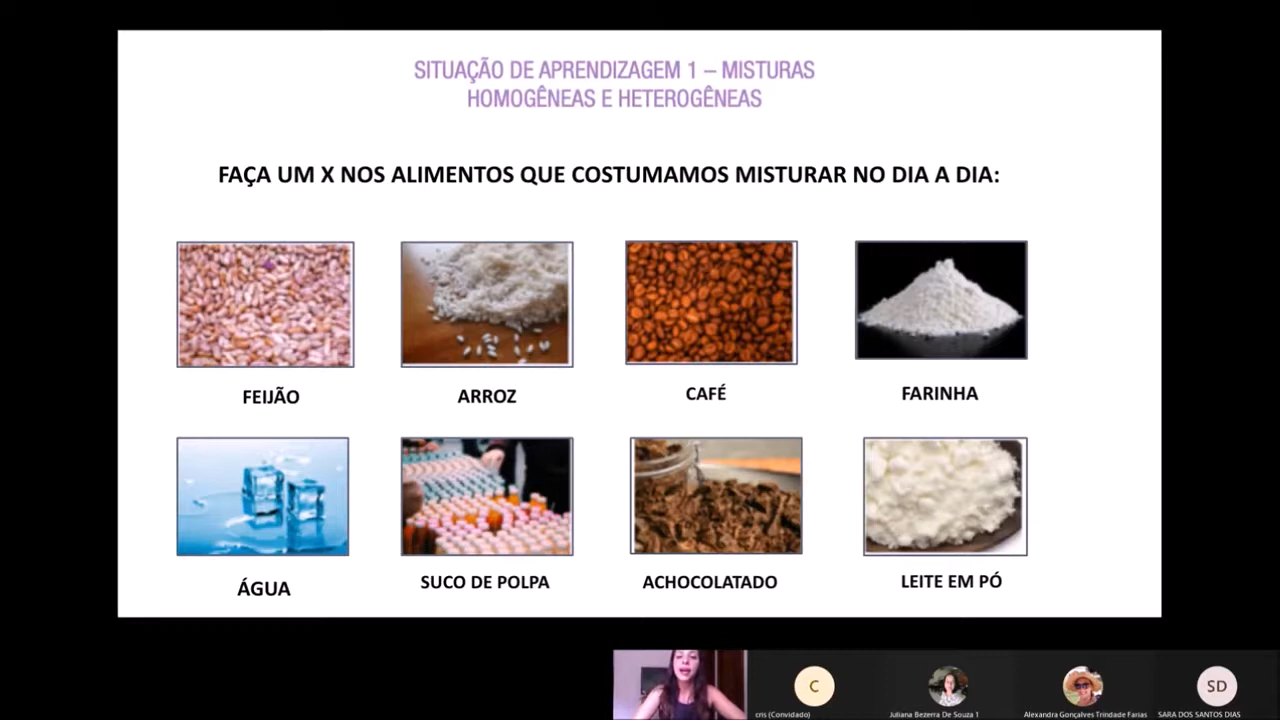 SITUAÇÃO DE APRENDIZAGEM 1 – MISTURAS
HOMOGÊNEAS E HETEROGÊNEAS
FAÇA UM X NOS ALIMENTOS QUE COSTUMAMOS MISTURAR NO DIA A DIA:
FEIJÃO
ARROZ
CAFÉ
FARINHA
ÁGUA
SUCO DE POLPA
ACHOCOLATADO
LEITE EM PÓ
C
SD
cris (Convidado)
Juliana Bezerra De Souza 1
Alexandra Gonçalves Trindade Farias
SARA DOS SANTOS DIAS